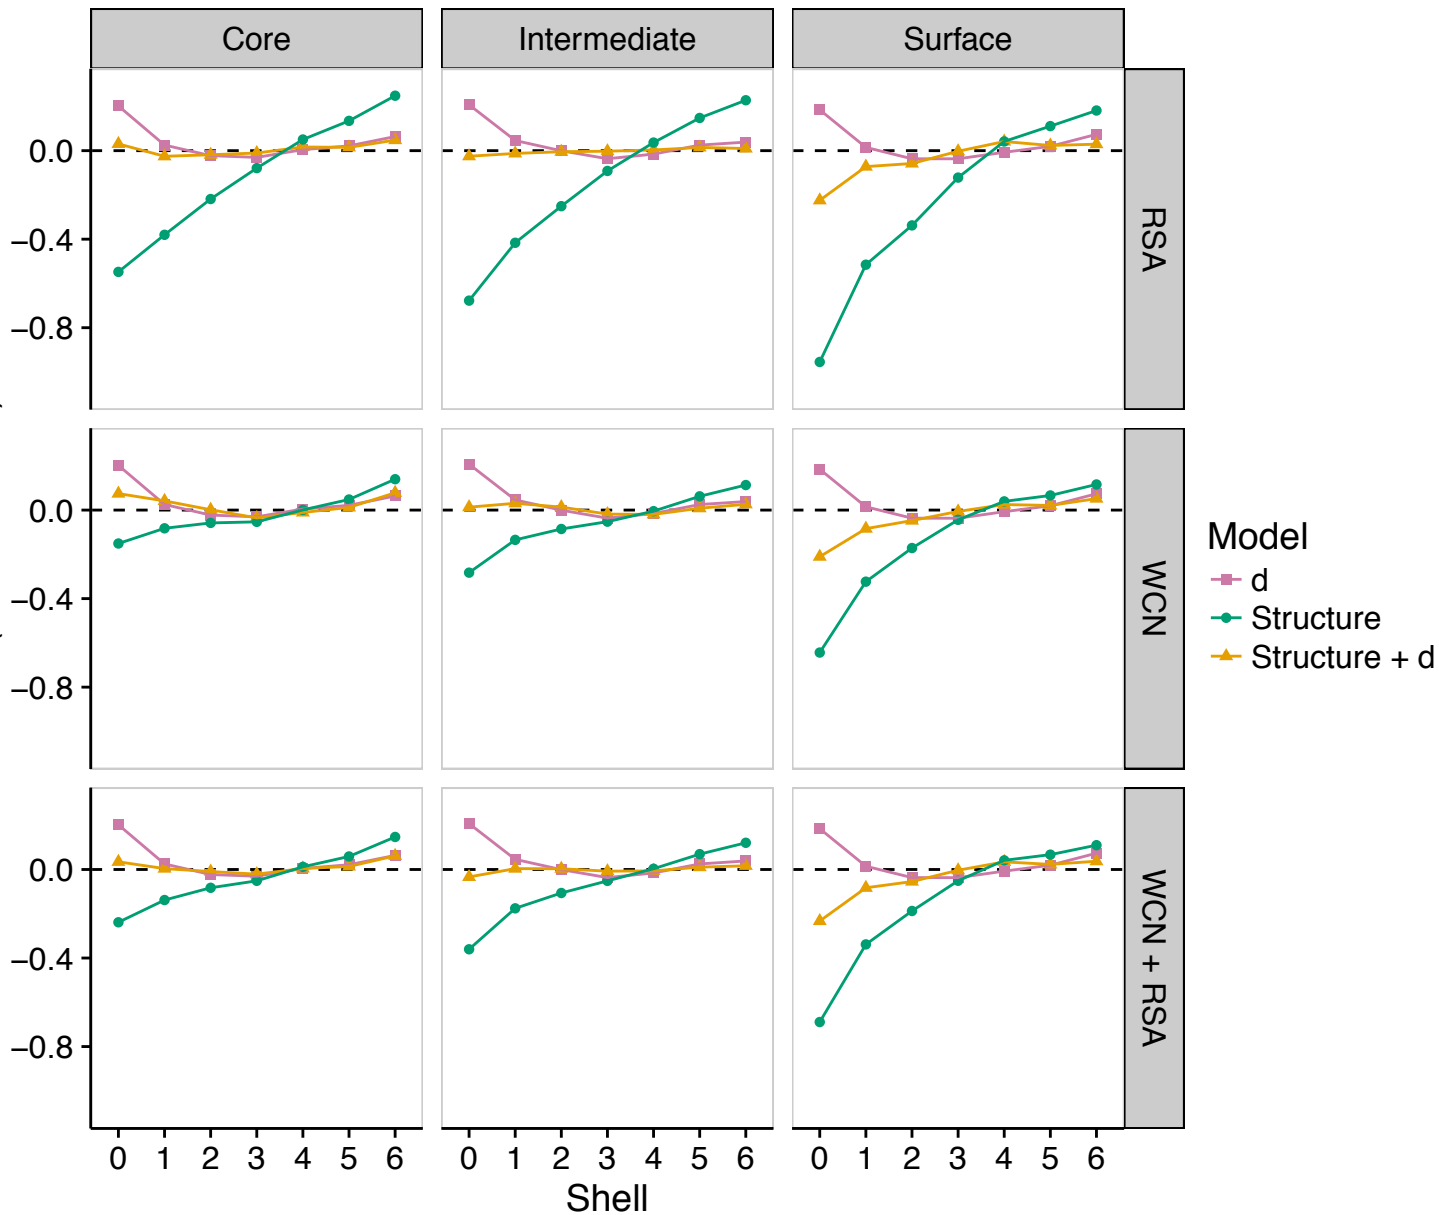 Core Intermediate Surface
0.0
−0.4
−0.8
RSA
0.0
−0.4
−0.8
WCN
0.0
−0.4
−0.8
WCN + RSA
0 1 2 3 4 5 6 0 1 2 3 4 5 6 0 1 2 3 4 5 6
Shell
Model
d
Structure
Structure + d